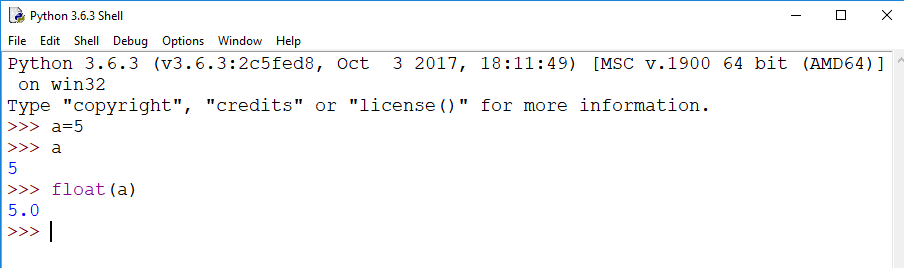 Python 3.6.3 Shell
File Edit Shell Debug Options Window Help
Python 3.6.3 (v3.6.3:2c5fed8, Oct  3 2017, 18:11:49) [MSC v.1900 64 bit (AMD64)]
 on win32
Type "copyright", "credits" or "license()" for more information.
>>> a=5
>>> a
5
>>> float(a)
5.0
>>>